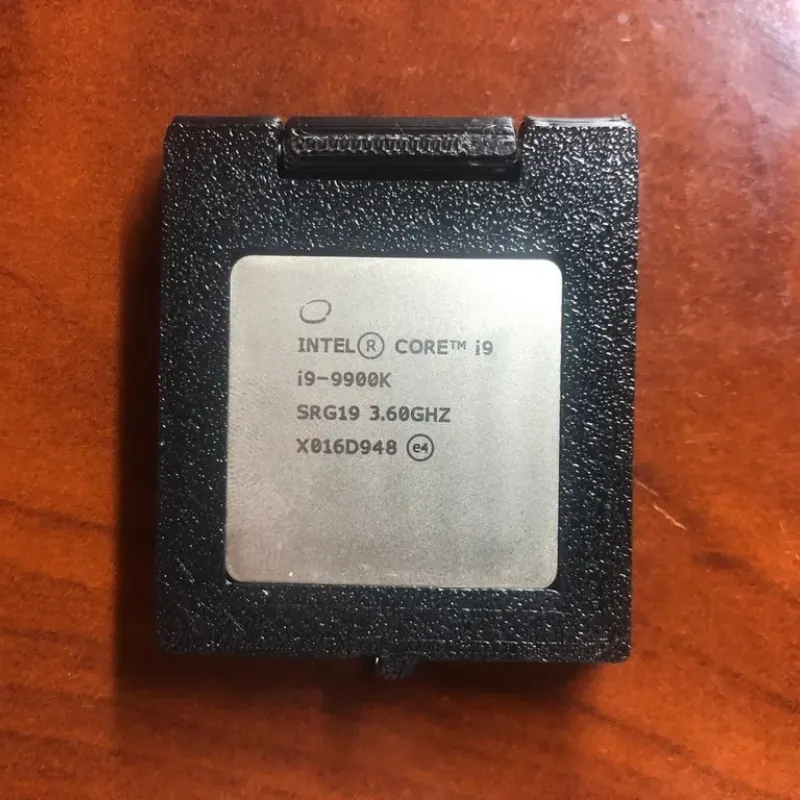 INTEL® CORE™ i9
i9-9900K
SRG19 3.60GHZ
X016D948 e4